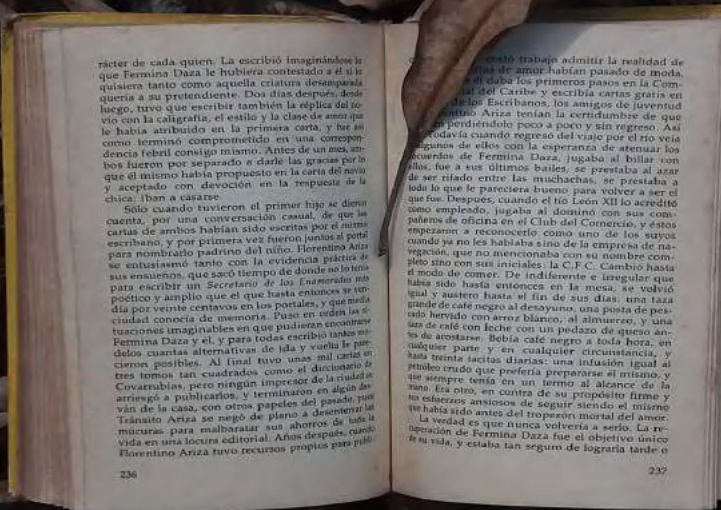 rácter de cada quien. La escribió imaginándose lo
que Fermina Daza le hubiera contestado a él si lo
quisiera tanto como aquella criatura desamparada
quería a su pretendiente. Dos días después, desde
luego, tuvo que escribir también la réplica del no-
vio con la caligrafía, el estilo y la clase de amor que
le había atribuido en la primera carta, y fue así
como terminó comprometido en una correspon-
dencia febril consigo mismo. Antes de un mes, am-
bos fueron por separado a darle las gracias por lo
que él mismo había propuesto en la carta del novio
y aceptado con devoción en la respuesta de la
chica: iban a casarse.
Sólo cuando tuvieron el primer hijo se dieron
cuenta, por una conversación casual, de que las
cartas de ambos habían sido escritas por el mismo
escribano, y por primera vez fueron juntos al portal
para nombrarlo padrino del niño. Florentino Ariza
se entusiasmó tanto con la evidencia práctica de
sus ensueños, que sacó tiempo de donde no lo tenía
para escribir un Secretario de los Enamorados más
poético y amplio que el que hasta entonces se ven-
día por veinte centavos en los portales, y que media
ciudad conocía de memoria. Puso en orden las si-
tuaciones imaginables en que pudieran encontrarse
Fermina Daza y él, y para todas escribió tantos mo-
delos cuantas alternativas de ida y vuelta le pare-
cieron posibles. Al final tuvo unas mil cartas en
tres tomos tan cuadrados como el diccionario de
Covarrubias, pero ningún impresor de la ciudad se
arriesgó a publicarlos, y terminaron en algún des-
ván de la casa, con otros papeles del pasado, pues
Tránsito Ariza se negó de plano a desenterrar las
múcuras para malbaratar sus ahorros de toda la
vida en una locura editorial. Años después, cuando
Florentino Ariza tuvo recursos propios para publi-
236
costó trabajo admitir la realidad de
de amor habían pasado de moda.
él daba los primeros pasos en la Com-
del Caribe y escribía cartas gratis en
de los Escribanos, los amigos de juventud
Ariza tenían la certidumbre de que
perdiéndolo poco a poco y sin regreso. Así
Todavía cuando regresó del viaje por el río veía
algunos de ellos con la esperanza de atenuar los
recuerdos de Fermina Daza, jugaba al billar con
ellos, fue a sus últimos bailes, se prestaba al azar
de ser rifado entre las muchachas, se prestaba a
todo lo que le pareciera bueno para volver a ser el
que fue. Después, cuando el tío León XII lo acreditó
como empleado, jugaba al dominó con sus com-
pañeros de oficina en el Club del Comercio, y éstos
empezaron a reconocerlo como uno de los suyos
cuando ya no les hablaba sino de la empresa de na-
vegación, que no mencionaba con su nombre com-
pleto sino con sus iniciales: la C.F.C. Cambió hasta
el modo de comer. De indiferente e irregular que
había sido hasta entonces en la mesa, se volvió
igual y austero hasta el fin de sus días: una taza
grande de café negro al desayuno, una posta de pes-
cado hervido con arroz blanco, al almuerzo, y una
taza de café con leche con un pedazo de queso an-
tes de acostarse. Bebía café negro a toda hora, en
cualquier parte y en cualquier circunstancia, y
hasta treinta tacitas diarias: una infusión igual al
petróleo crudo que prefería prepararse él mismo, y
que siempre tenía en un termo al alcance de la
mano. Era otro, en contra de su propósito firme y
sus esfuerzos ansiosos de seguir siendo el mismo
que había sido antes del tropezón mortal del amor.
La verdad es que nunca volvería a serlo. La re-
cuperación de Fermina Daza fue el objetivo único
de su vida, y estaba tan seguro de lograrla tarde o
237